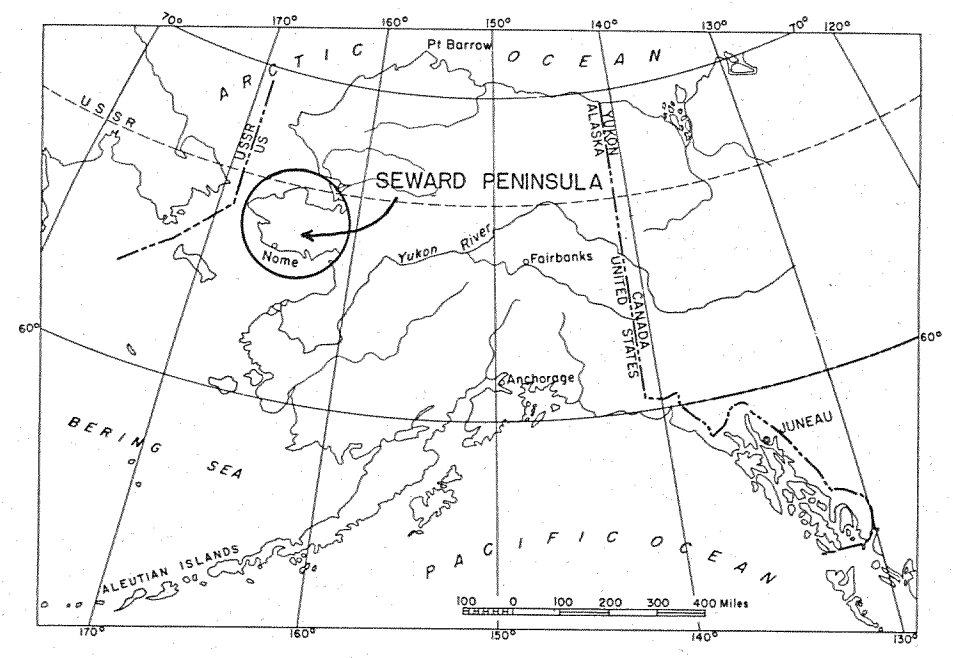 70° 170° 160° 150° 140° 130° 70° 120°
ARCTIC OCEAN
Pt Barrow
USSR
USSR
US
YUKON
ALASKA
SEWARD PENINSULA
Nome
Yukon River
Fairbanks
UNITED STATES
CANADA
60° 60°
Anchorage
JUNEAU
BERING SEA
ALEUTIAN ISLANDS
PACIFIC OCEAN
100 0 100 200 300 400 Miles
170° 160° 150° 140° 130°